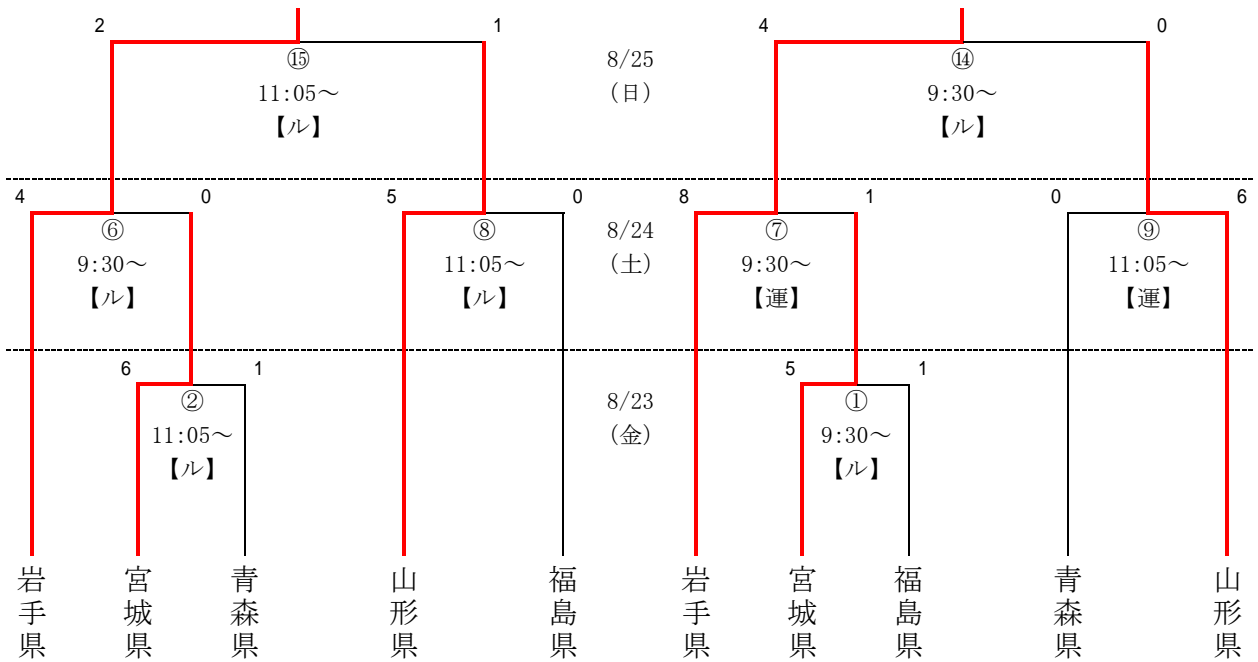 2 1 4 0
⑮ 8/25 ⑭
11:05～ (日) 9:30～
【ル】 【ル】
4 0 5 0 8 1 0 6
⑥ ⑧ 8/24 ⑦ ⑨
9:30～ 11:05～ (土) 9:30～ 11:05～
【ル】 【ル】 【運】 【運】
6 1 5 1
② 8/23 ①
11:05～ (金) 9:30～
【ル】 【ル】
岩手県 宮城県 青森県 山形県 福島県 岩手県 宮城県 福島県 青森県 山形県